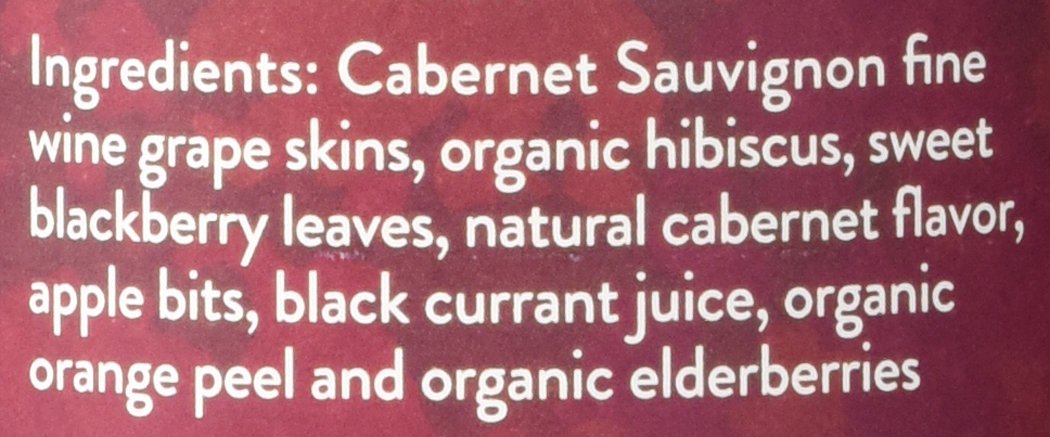 Ingredients: Cabernet Sauvignon fine
wine grape skins, organic hibiscus, sweet
blackberry leaves, natural cabernet flavor,
apple bits, black currant juice, organic
orange peel and organic elderberries